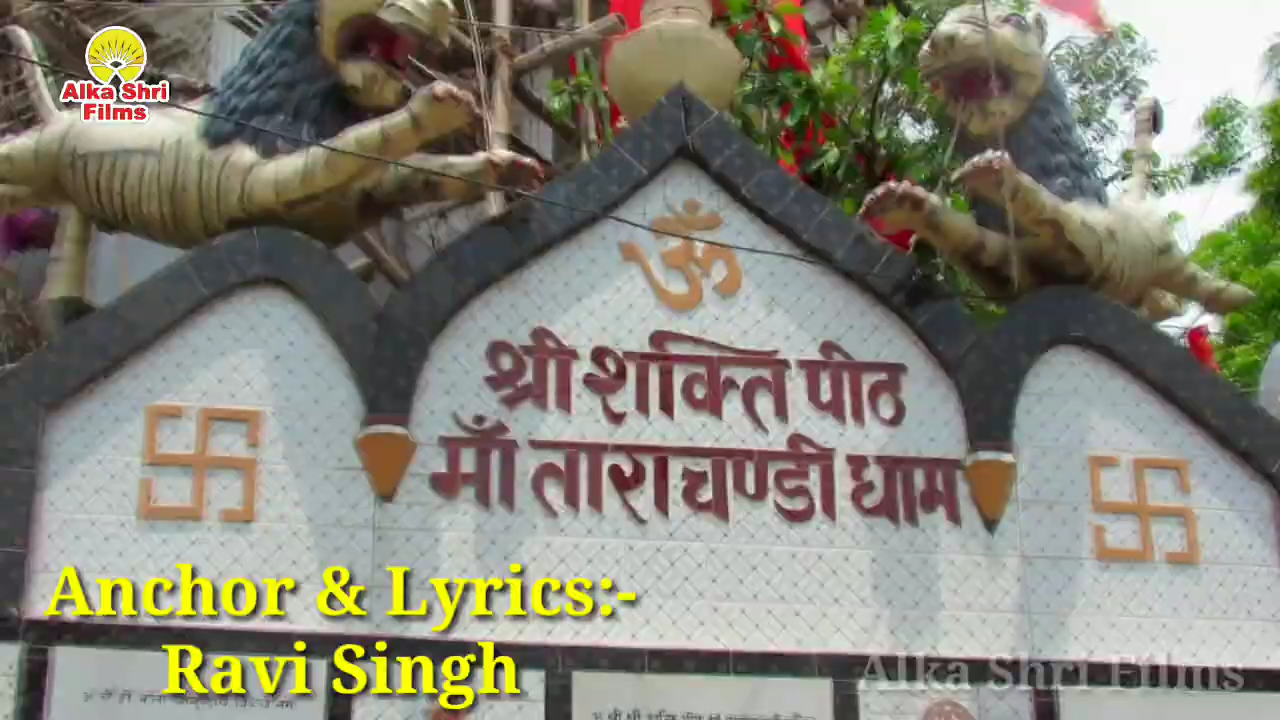 Alka Shri
Films
ॐ
श्री शक्ति पीठ
माँ ताराचण्डी धाम
Anchor & Lyrics:-
Ravi Singh
Alka Shri Films